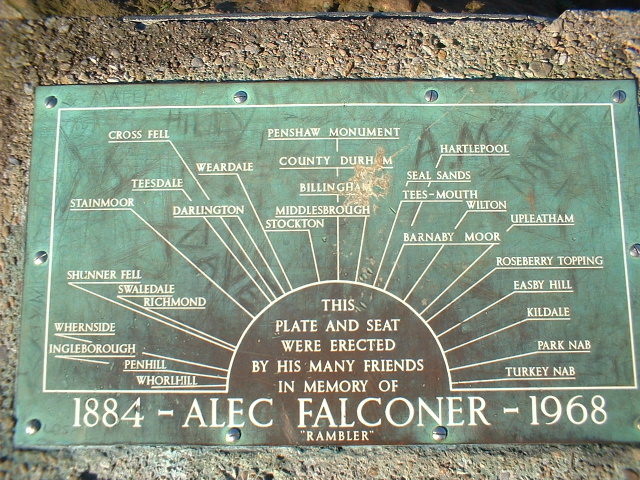 CROSS FELL
PENSHAW MONUMENT
HARTLEPOOL
WEARDALE
COUNTY DURHAM
SEAL SANDS
TEESDALE
BILLINGHAM
TEES-MOUTH
STAINMOOR
DARLINGTON
MIDDLESBROUGH
WILTON
STOCKTON
UPLEATHAM
BARNABY MOOR
ROSEBERRY TOPPING
SHUNNER FELL
SWALEDALE
EASBY HILL
RICHMOND
KILDALE
WHERNSIDE
INGLEBOROUGH
PARK NAB
PENHILL
TURKEY NAB
WHORLHILL
THIS
PLATE AND SEAT
WERE ERECTED
BY HIS MANY FRIENDS
IN MEMORY OF
1884 - ALEC FALCONER - 1968
"RAMBLER"
DAVE